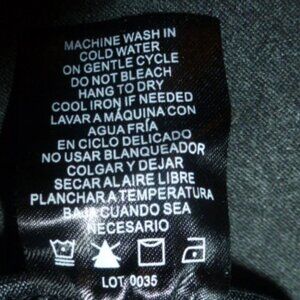 MACHINE WASH IN
COLD WATER
ON GENTLE CYCLE
DO NOT BLEACH
HANG TO DRY
COOL IRON IF NEEDED
LAVAR A MÁQUINA CON
AGUA FRÍA
EN CICLO DELICADO
NO USAR BLANQUEADOR
COLGAR Y DEJAR
SECAR AL AIRE LIBRE
PLANCHAR A TEMPERATURA
BAJA CUANDO SEA
NECESARIO
LOT 0035